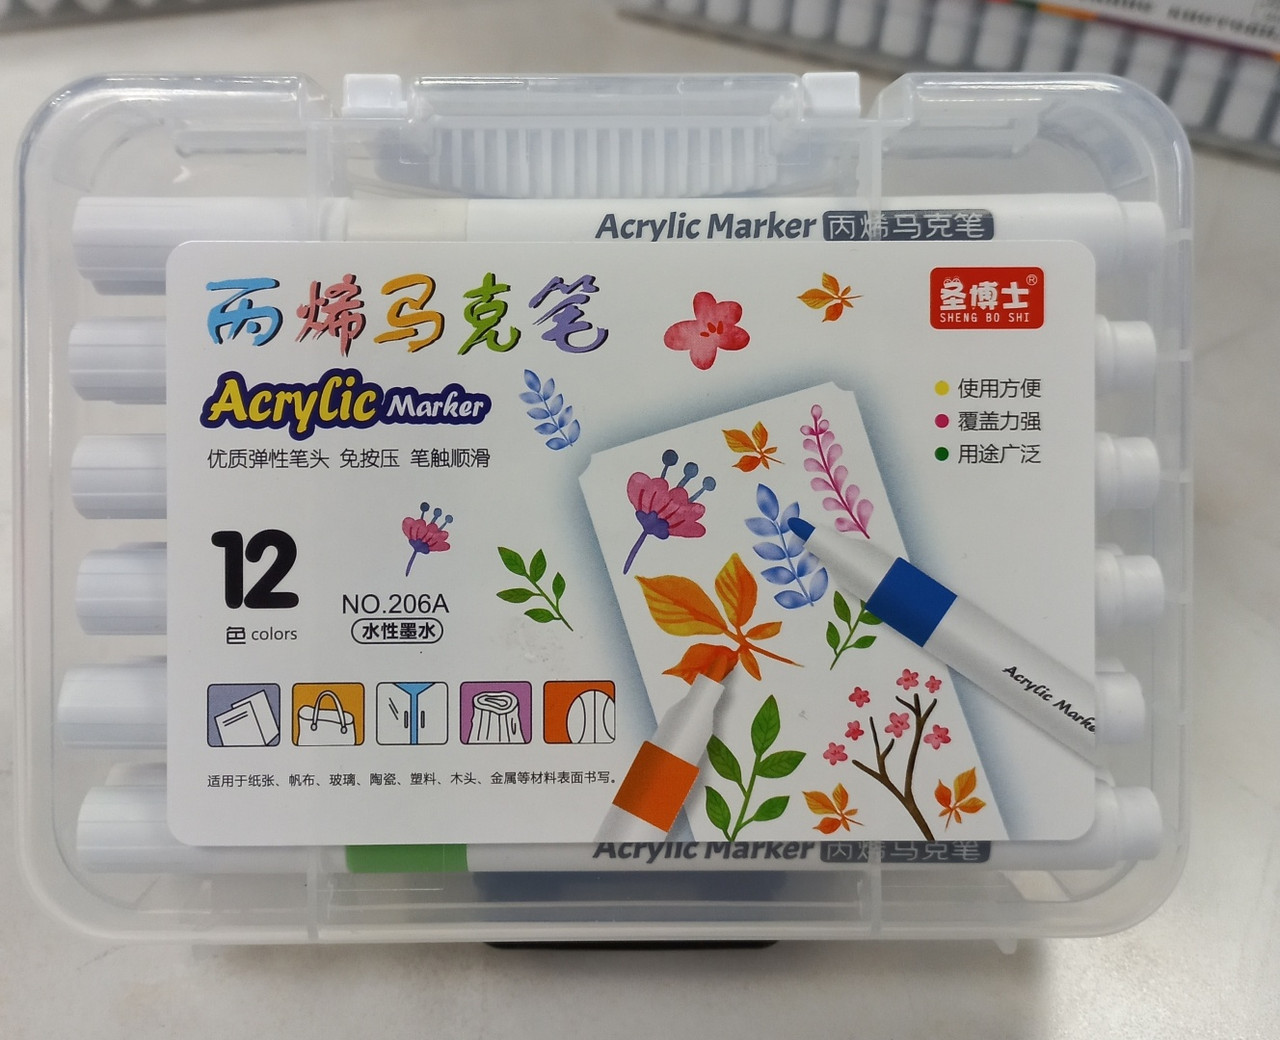 Acrylic Marker 丙烯马克笔
丙烯马克笔
圣博士®
SHENG BO SHI
Acrylic Marker
优质弹性笔头 免按压 笔触顺滑
使用方便
覆盖力强
用途广泛
12
色 colors
NO.206A
水性墨水
Acrylic Marke
适用于纸张、帆布、玻璃、陶瓷、塑料、木头、金属等材料表面书写。
Acrylic Marker 丙烯马克笔